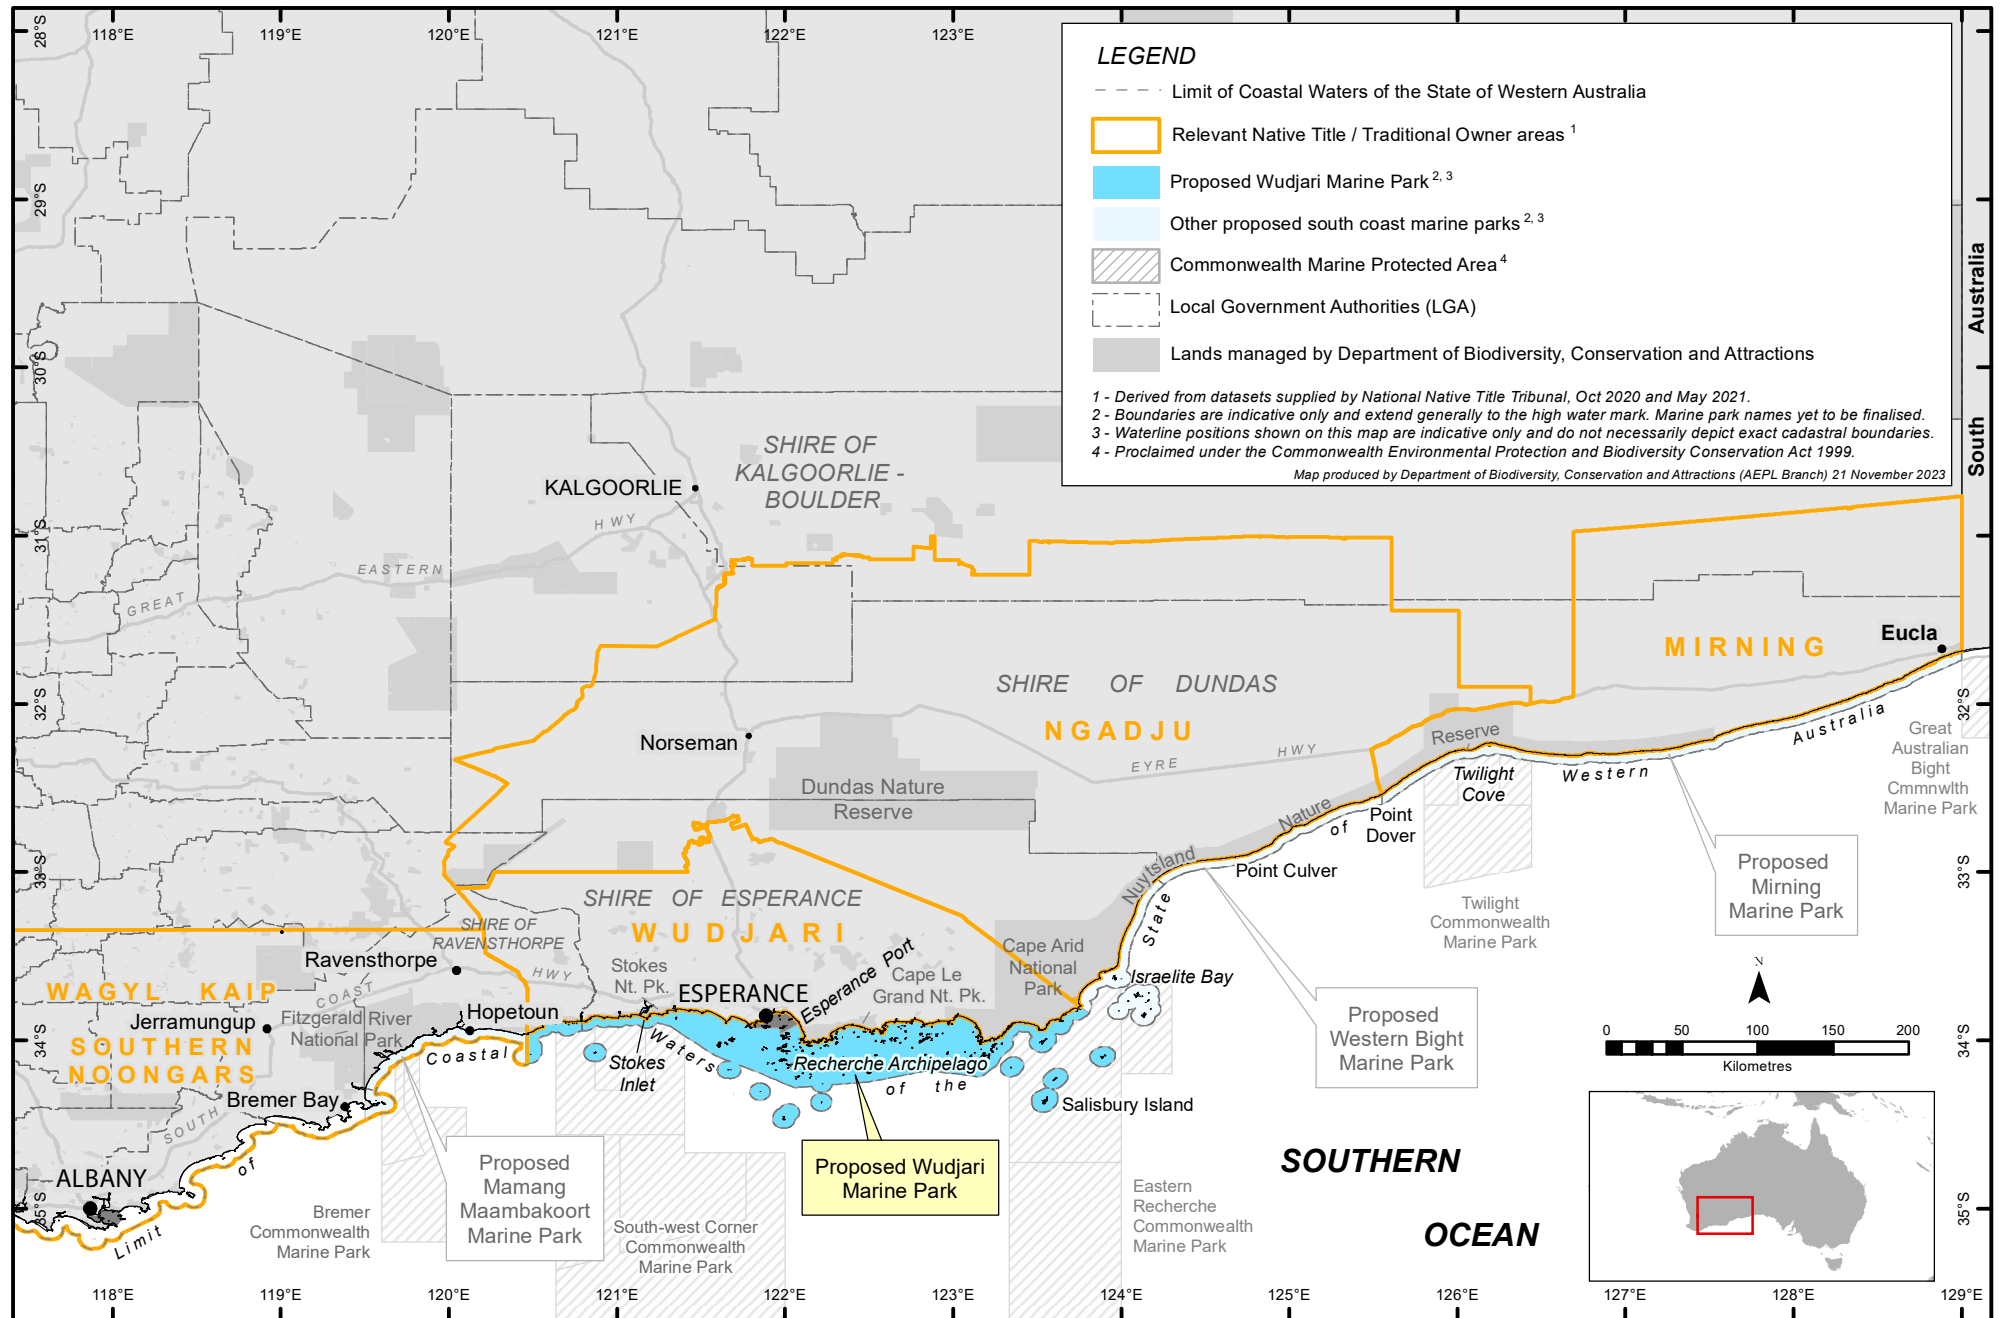 118°E 119°E 120°E 121°E 122°E 123°E
28°S
29°S
30°S
31°S
33°S
34°S
35°S
LEGEND
Limit of Coastal Waters of the State of Western Australia
Relevant Native Title / Traditional Owner areas 1
Proposed Wudjari Marine Park 2, 3
Other proposed south coast marine parks 2, 3
Commonwealth Marine Protected Area 4
Local Government Authorities (LGA)
Lands managed by Department of Biodiversity, Conservation and Attractions
1 - Derived from datasets supplied by National Native Title Tribunal, Oct 2020 and May 2021.
2 - Boundaries are indicative only and extend generally to the high water mark. Marine park names yet to be finalised.
3 - Waterline positions shown on this map are indicative only and do not necessarily depict exact cadastral boundaries.
4 - Proclaimed under the Commonwealth Environmental Protection and Biodiversity Conservation Act 1999.
Map produced by Department of Biodiversity, Conservation and Attractions (AEPL Branch) 21 November 2023
South Australia
SHIRE OF
KALGOORLIE -
BOULDER
KALGOORLIE
GREAT EASTERN HWY
MIRNING
Eucla
SHIRE OF DUNDAS
NGADJU
Norseman
EYRE HWY
Dundas Nature
Reserve
Nuytsland Nature Reserve
Twilight
Cove
Point
Dover
Point Culver
Great
Australian
Bight
Cmmnwlth
Marine Park
32°S
33°S
34°S
35°S
Proposed
Mirning
Marine Park
Twilight
Commonwealth
Marine Park
SHIRE OF ESPERANCE
WUDJARI
SHIRE OF
RAVENSTHORPE
Ravensthorpe
Stokes
Nt. Pk.
ESPERANCE
Esperance Port
Cape Le
Grand Nt. Pk.
Cape Arid
National
Park
Israelite Bay
WAGYL KAIP
SOUTHERN
NOONGARS
Jerramungup
Fitzgerald River
National Park
Hopetoun
SOUTH COAST HWY
Bremer Bay
ALBANY
Limit of Coastal Waters of the State of Western Australia
Stokes
Inlet
Recherche Archipelago
Salisbury Island
Proposed
Western Bight
Marine Park
N
0 50 100 150 200
Kilometres
Proposed
Mamang
Maambakoort
Marine Park
Proposed Wudjari
Marine Park
Bremer
Commonwealth
Marine Park
South-west Corner
Commonwealth
Marine Park
Eastern
Recherche
Commonwealth
Marine Park
SOUTHERN
OCEAN
118°E 119°E 120°E 121°E 122°E 123°E 124°E 125°E 126°E 127°E 128°E 129°E